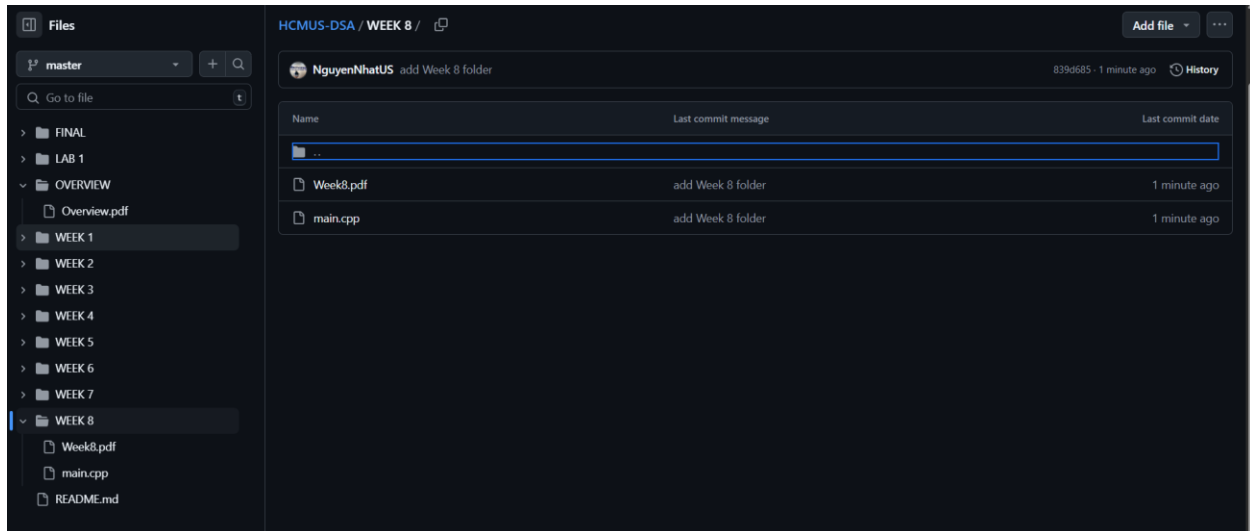 Files
master
Go to file
t
FINAL
LAB 1
OVERVIEW
Overview.pdf
WEEK 1
WEEK 2
WEEK 3
WEEK 4
WEEK 5
WEEK 6
WEEK 7
WEEK 8
Week8.pdf
main.cpp
README.md
HCMUS-DSA / WEEK 8 /
Add file
NguyenNhatUS add Week 8 folder
839d685 · 1 minute ago History
Name Last commit message Last commit date
..
Week8.pdf add Week 8 folder 1 minute ago
main.cpp add Week 8 folder 1 minute ago